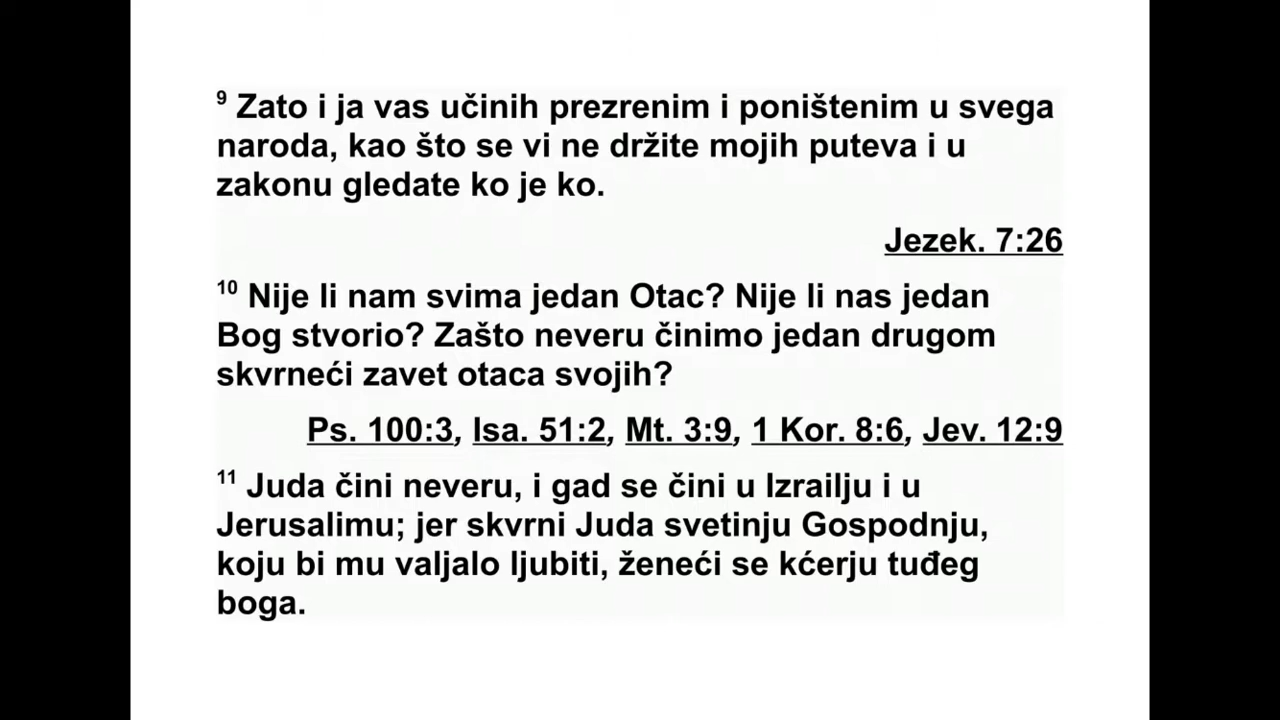 9 Zato i ja vas učinih prezrenim i poništenim u svega
naroda, kao što se vi ne držite mojih puteva i u
zakonu gledate ko je ko.
Jezek. 7:26
10 Nije li nam svima jedan Otac? Nije li nas jedan
Bog stvorio? Zašto neveru činimo jedan drugom
skvrneći zavet otaca svojih?
Ps. 100:3, Isa. 51:2, Mt. 3:9, 1 Kor. 8:6, Jev. 12:9
11 Juda čini neveru, i gad se čini u Izrailju i u
Jerusalimu; jer skvrni Juda svetinju Gospodnju,
koju bi mu valjalo ljubiti, ženeći se kćerju tuđeg
boga.